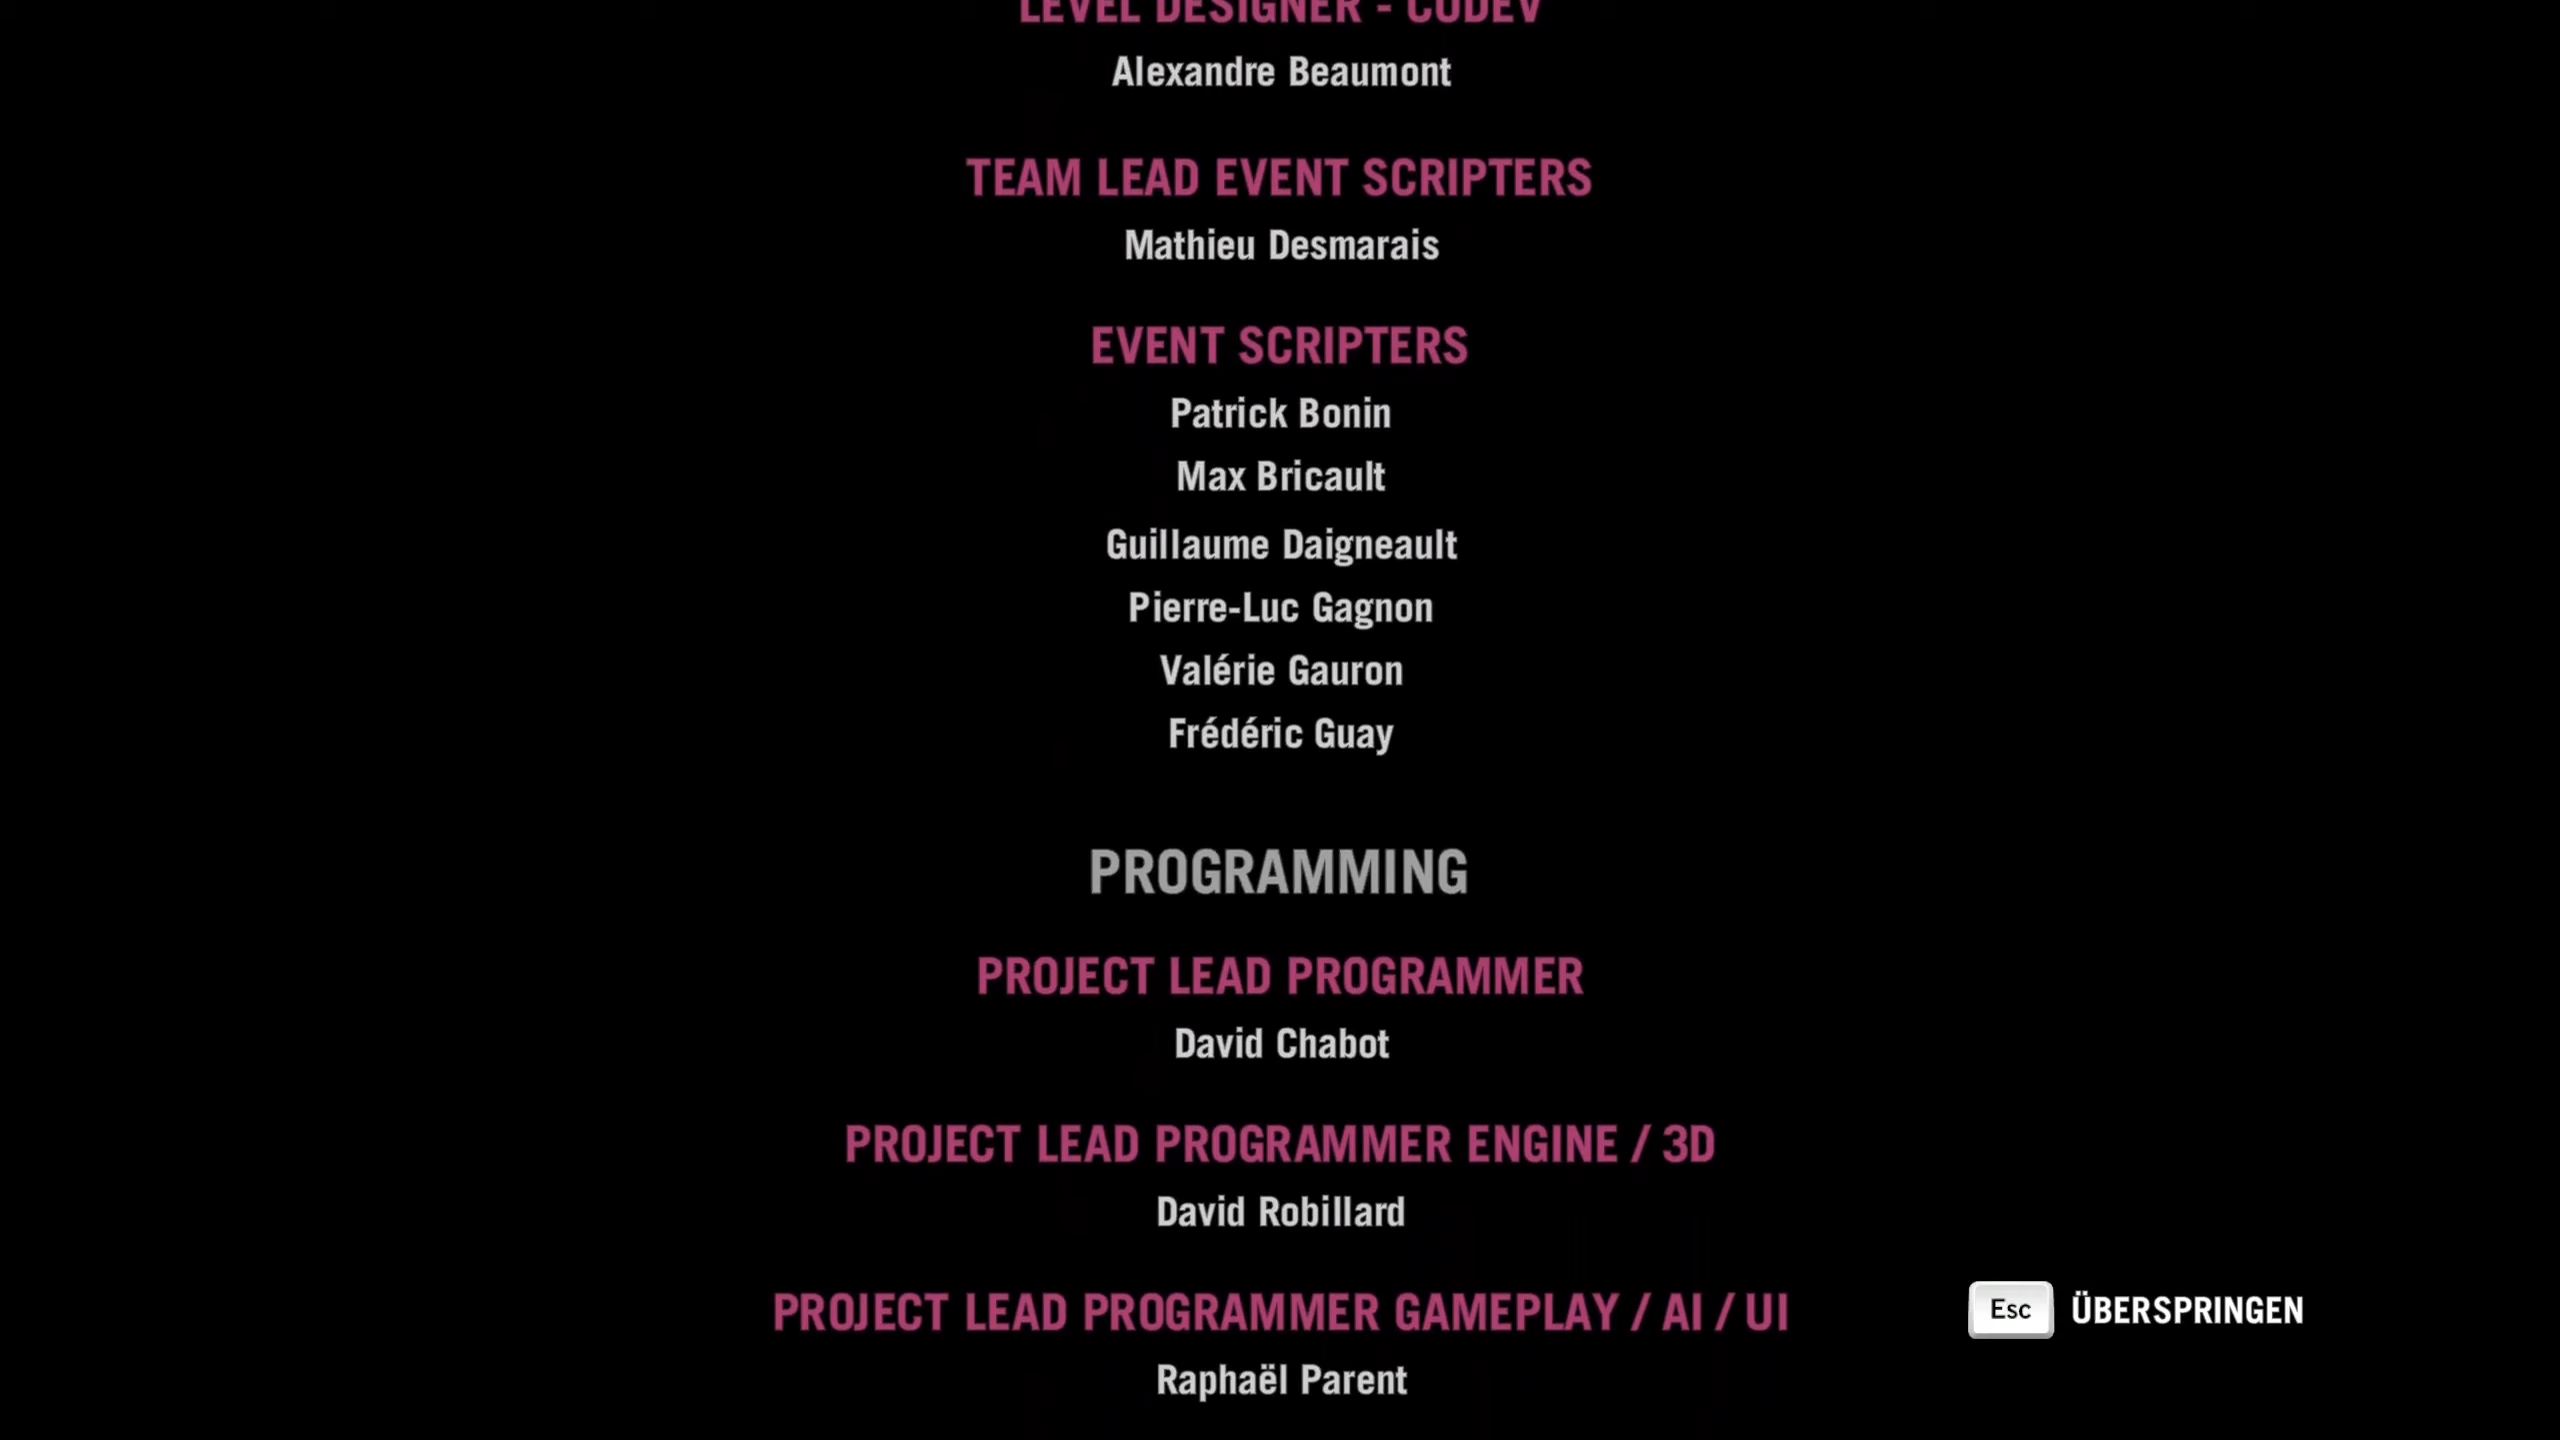 LEVEL DESIGNER - CODEV
Alexandre Beaumont
TEAM LEAD EVENT SCRIPTERS
Mathieu Desmarais
EVENT SCRIPTERS
Patrick Bonin
Max Bricault
Guillaume Daigneault
Pierre-Luc Gagnon
Valérie Gauron
Frédéric Guay
PROGRAMMING
PROJECT LEAD PROGRAMMER
David Chabot
PROJECT LEAD PROGRAMMER ENGINE / 3D
David Robillard
PROJECT LEAD PROGRAMMER GAMEPLAY / AI / UI
Esc ÜBERSPRINGEN
Raphaël Parent